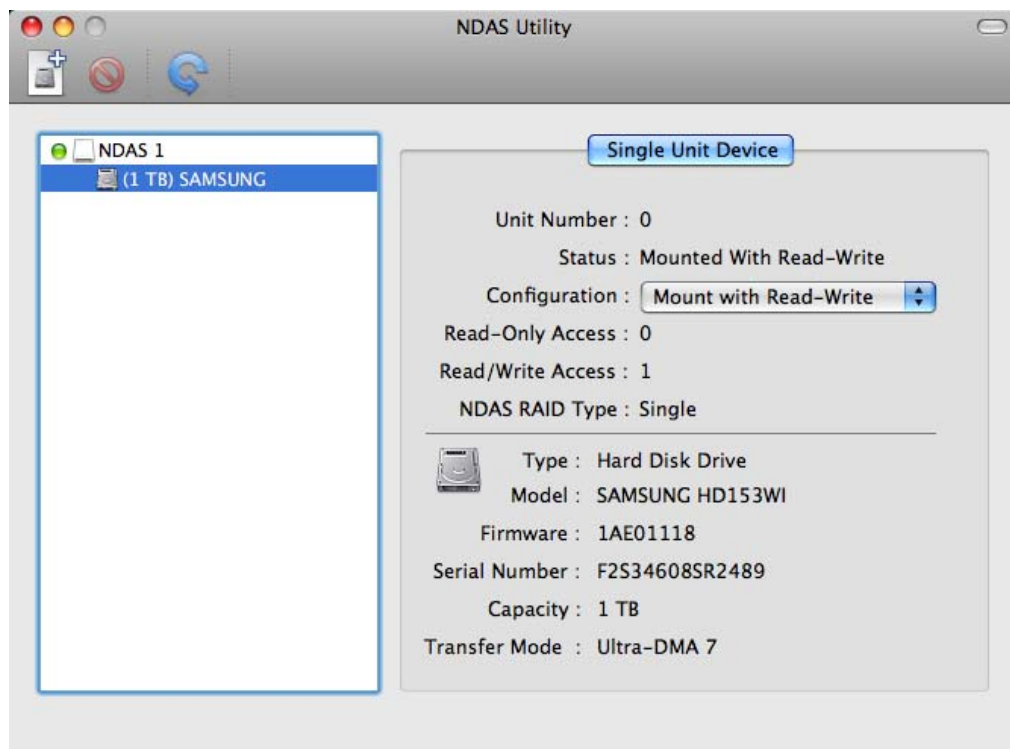 NDAS Utility
NDAS 1
(1 TB) SAMSUNG
Single Unit Device
Unit Number : 0
Status : Mounted With Read-Write
Configuration : Mount with Read-Write
Read-Only Access : 0
Read/Write Access : 1
NDAS RAID Type : Single
Type : Hard Disk Drive
Model : SAMSUNG HD153WI
Firmware : 1AE01118
Serial Number : F2S34608SR2489
Capacity : 1 TB
Transfer Mode : Ultra-DMA 7